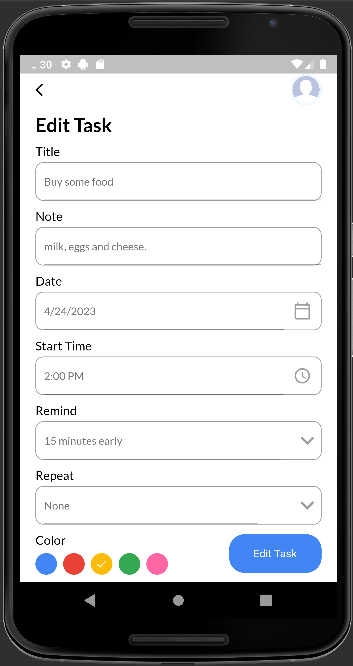 30
Edit Task
Title
Buy some food
Note
milk, eggs and cheese.
Date
4/24/2023
Start Time
2:00 PM
Remind
15 minutes early
Repeat
None
Color
Edit Task